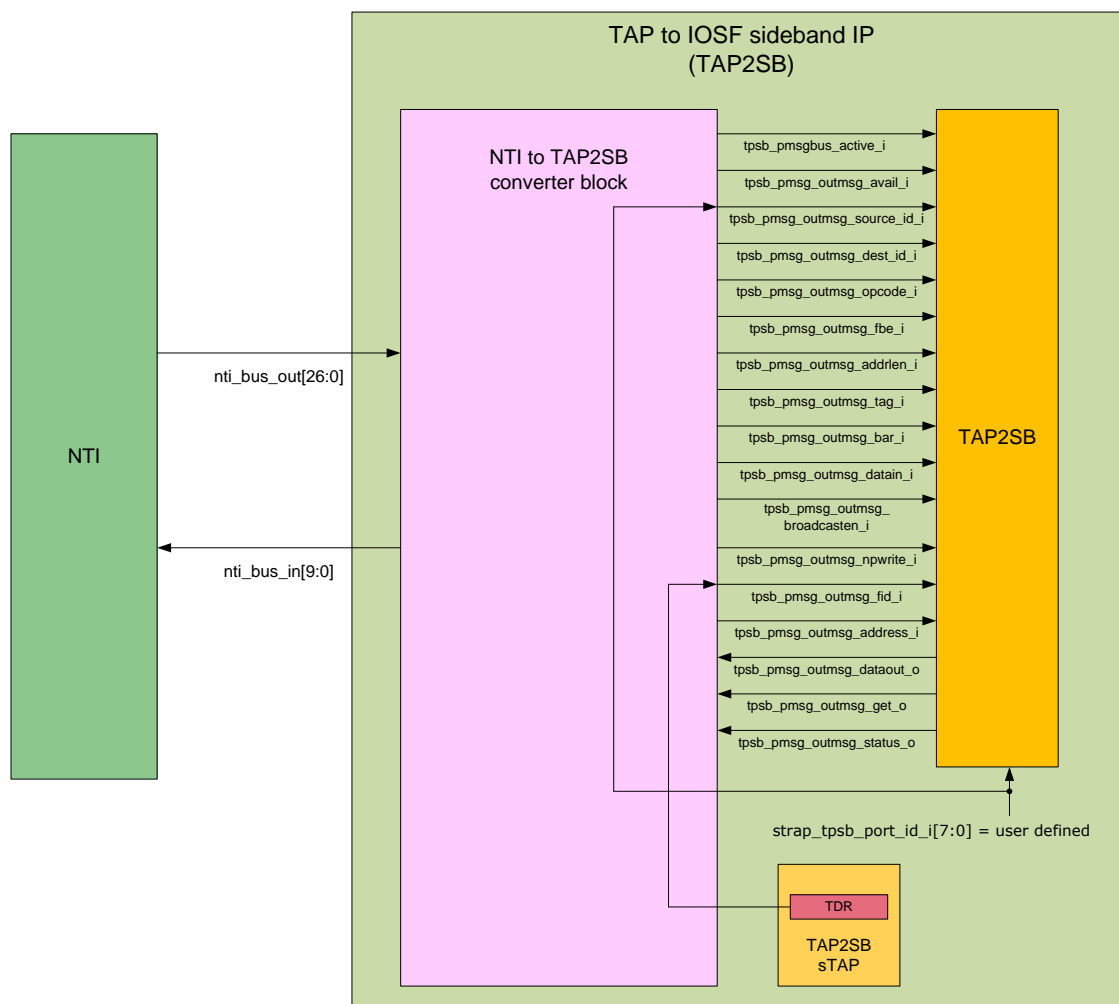 TAP to IOSF sideband IP
(TAP2SB)
NTI to TAP2SB
converter block
tpsb_pmsgbus_active_i
tpsb_pmsg_outmsg_avail_i
tpsb_pmsg_outmsg_source_id_i
tpsb_pmsg_outmsg_dest_id_i
tpsb_pmsg_outmsg_opcode_i
tpsb_pmsg_outmsg_fbe_i
nti_bus_out[26:0]
tpsb_pmsg_outmsg_addrlen_i
tpsb_pmsg_outmsg_tag_i
tpsb_pmsg_outmsg_bar_i
NTI
TAP2SB
tpsb_pmsg_outmsg_datain_i
tpsb_pmsg_outmsg_
broadcasten_i
tpsb_pmsg_outmsg_npwrite_i
nti_bus_in[9:0]
tpsb_pmsg_outmsg_fid_i
tpsb_pmsg_outmsg_address_i
tpsb_pmsg_outmsg_dataout_o
tpsb_pmsg_outmsg_get_o
tpsb_pmsg_outmsg_status_o
strap_tpsb_port_id_i[7:0] = user defined
TDR
TAP2SB
sTAP